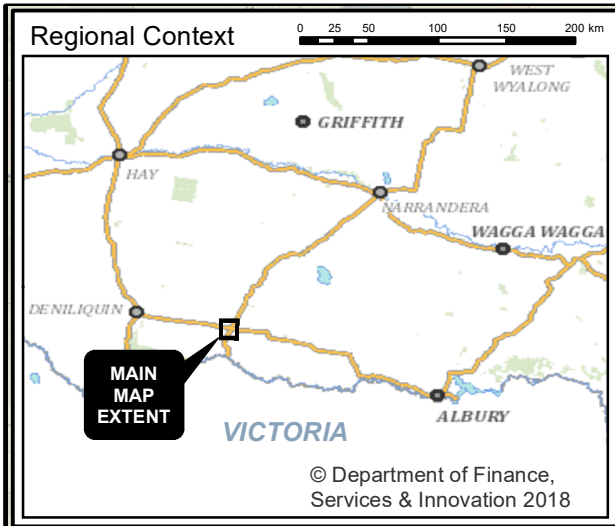 Regional Context
0 25 50 100 150 200 km
WEST
WYALONG
GRIFFITH
HAY
NARRANDERA
WAGGA WAGGA
DENILIQUIN
MAIN
MAP
EXTENT
VICTORIA
ALBURY
© Department of Finance,
Services & Innovation 2018